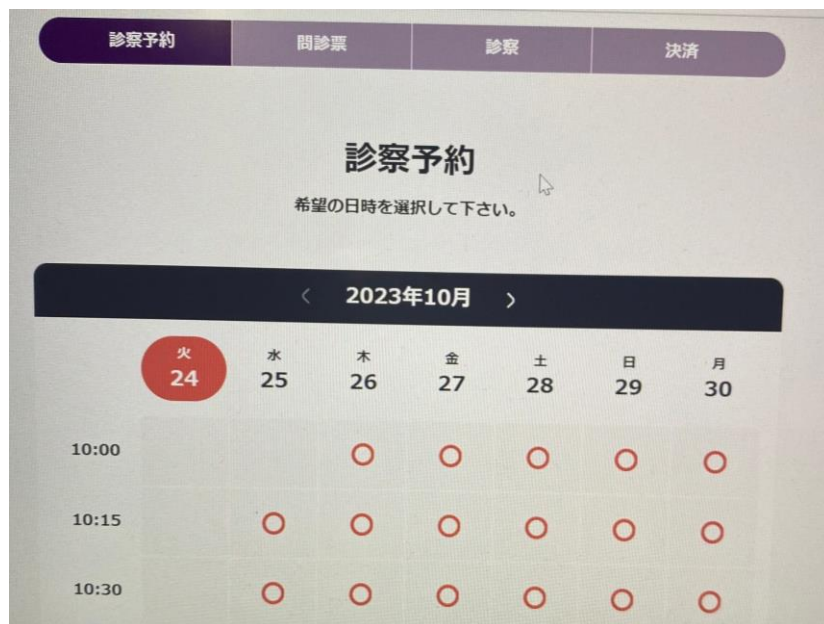 診察予約 問診票 診察 決済
診察予約
希望の日時を選択して下さい。
< 2023年10月 >
火 水 木 金 土 日 月
24 25 26 27 28 29 30
10:00 ○ ○ ○ ○ ○
10:15 ○ ○ ○ ○ ○ ○
10:30 ○ ○ ○ ○ ○ ○